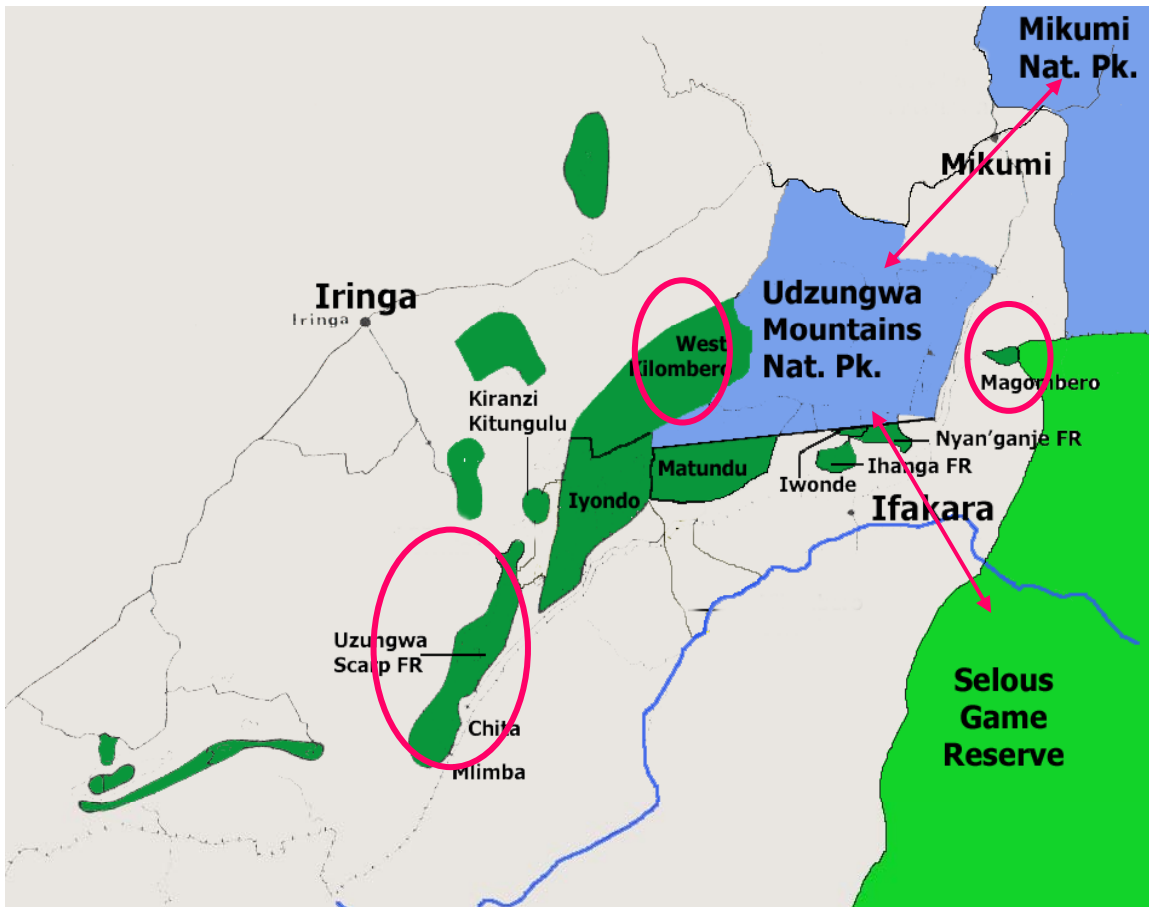 Mikumi
Nat. Pk.
Mikumi
Iringa
Iringa
Udzungwa
Mountains
Nat. Pk.
West
Kilombero
Magombero
Kiranzi
Kitungulu
Nyan'ganje FR
Matundu
Ihanga FR
Iwonde
Iyondo
Ifakara
Uzungwa
Scarp FR
Selous
Game
Reserve
Chita
Mlimba